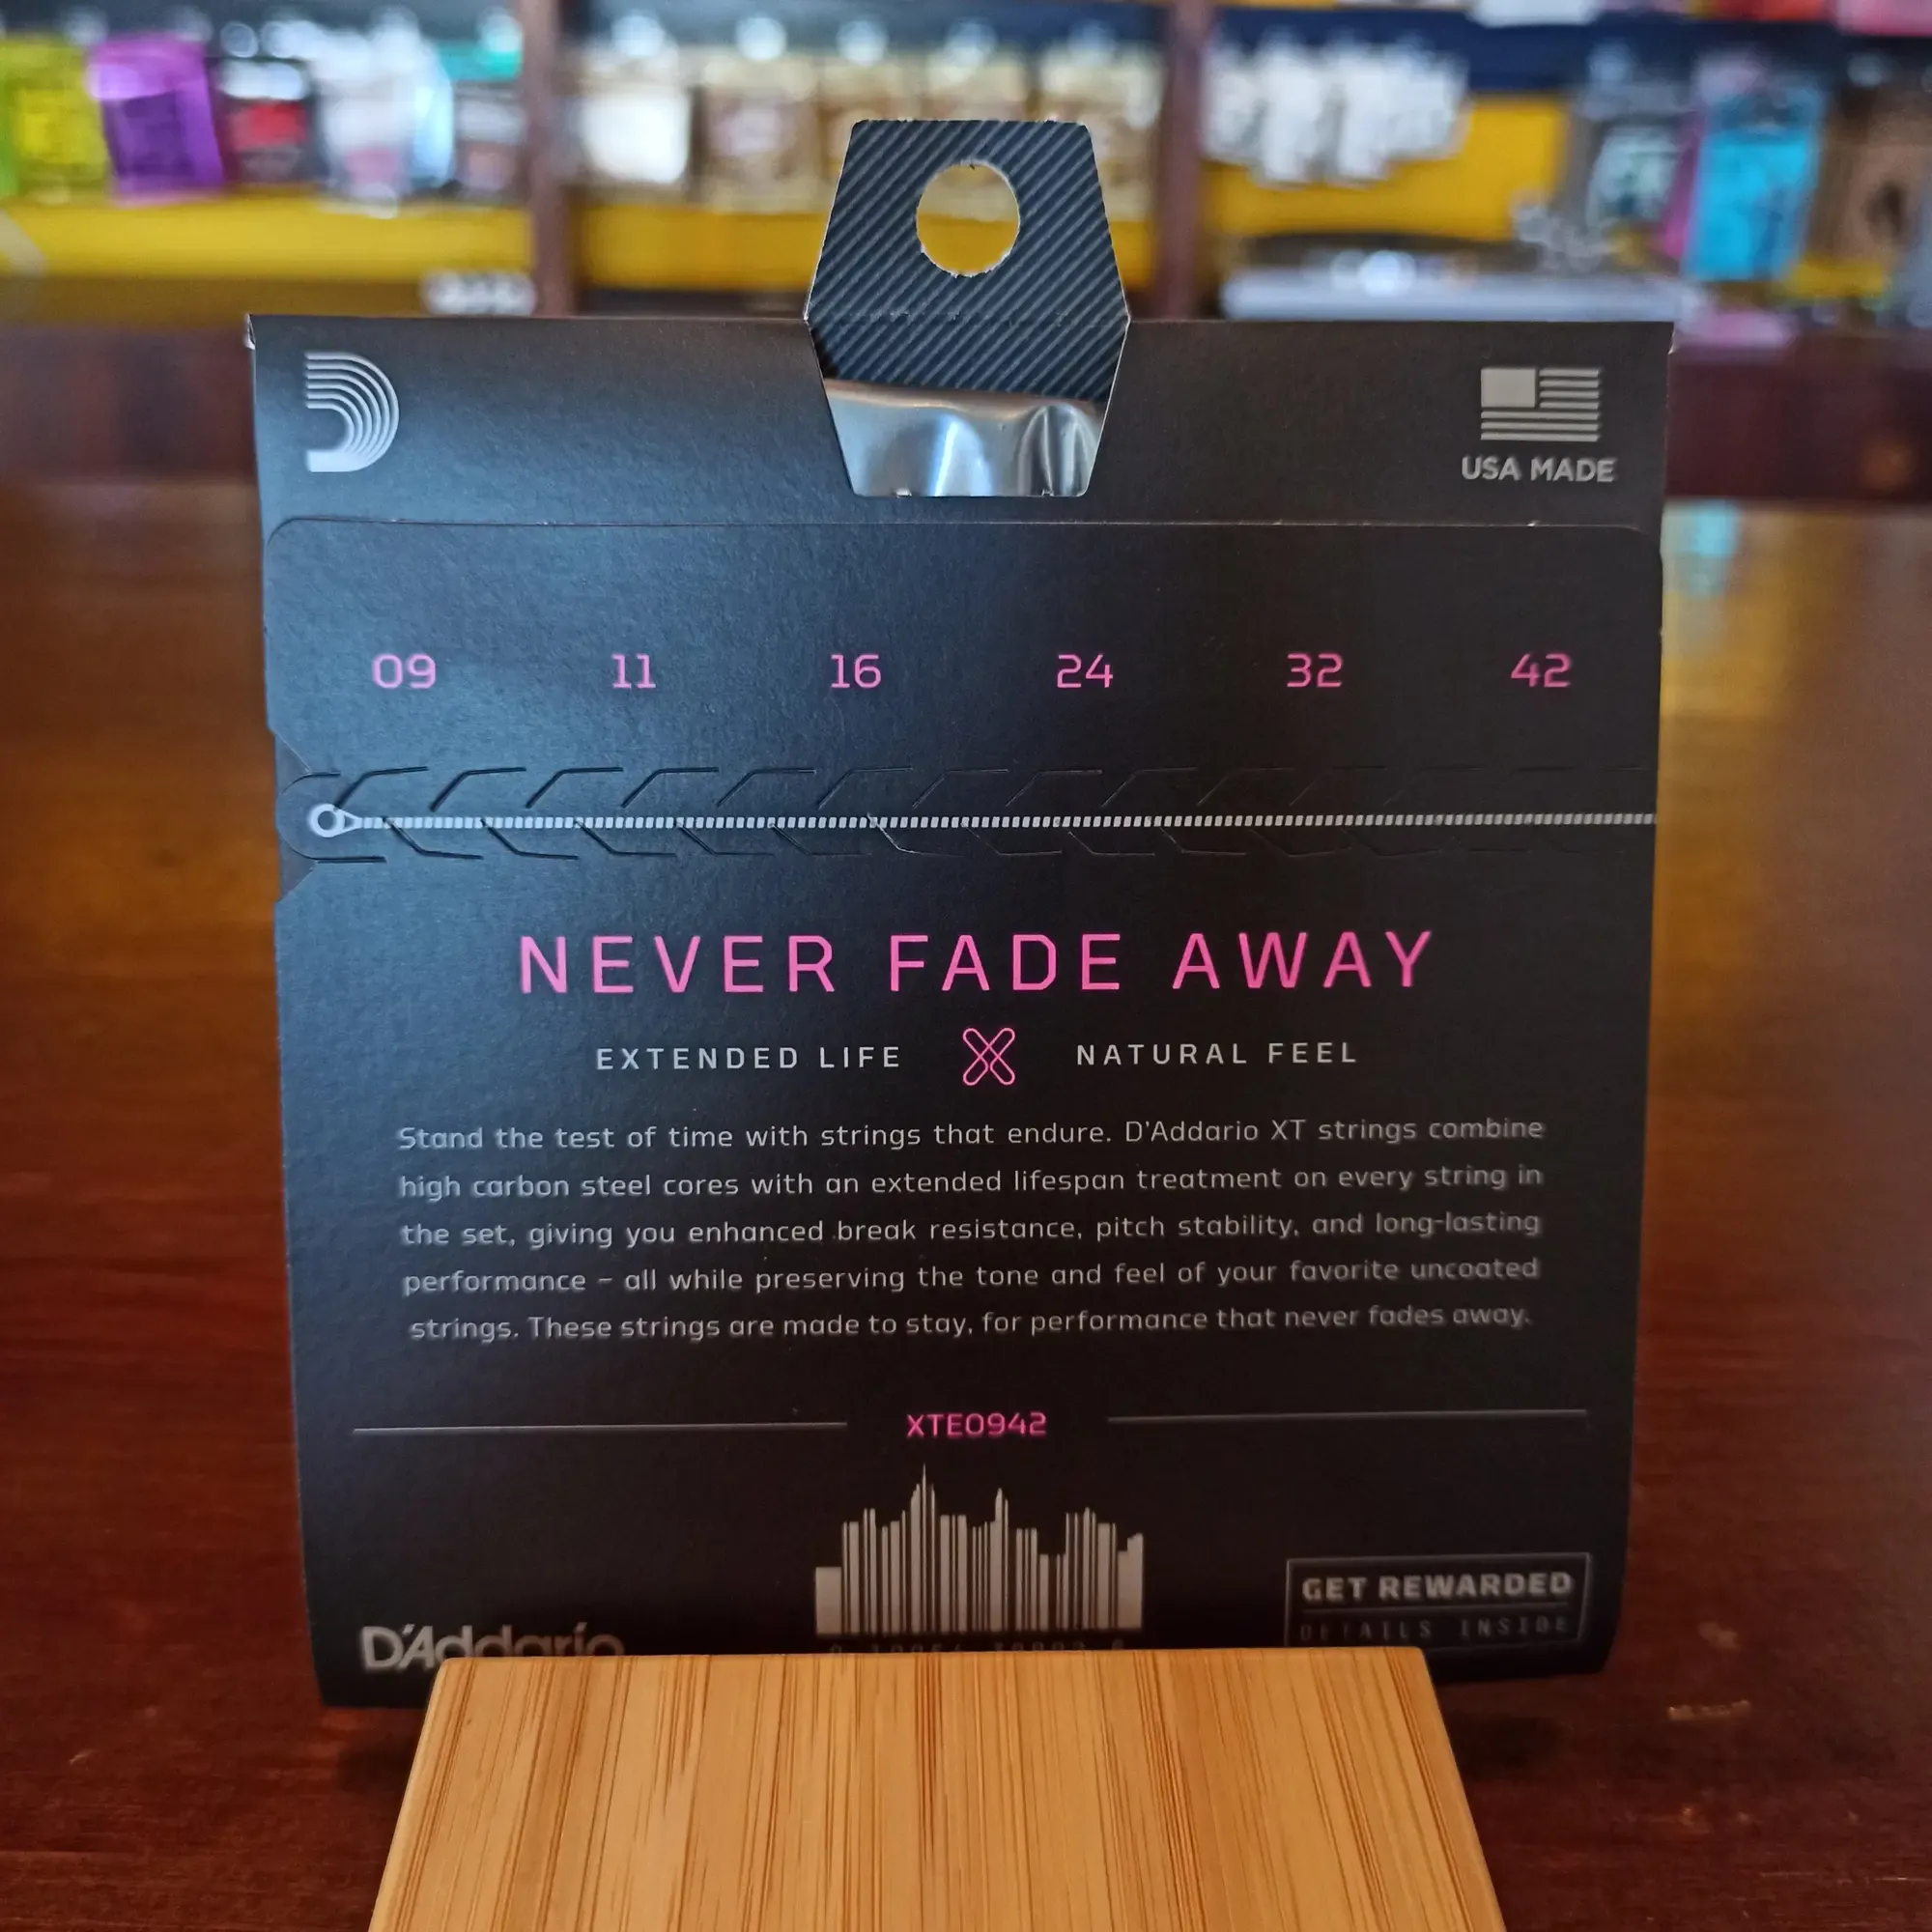 USA MADE
09 11 16 24 32 42
NEVER FADE AWAY
EXTENDED LIFE X NATURAL FEEL
Stand the test of time with strings that endure. D'Addario XT strings combine
high carbon steel cores with an extended lifespan treatment on every string in
the set, giving you enhanced break resistance, pitch stability, and long-lasting
performance – all while preserving the tone and feel of your favorite uncoated
strings. These strings are made to stay, for performance that never fades away.
XTE0942
GET REWARDED
DETAILS INSIDE
D'Addario